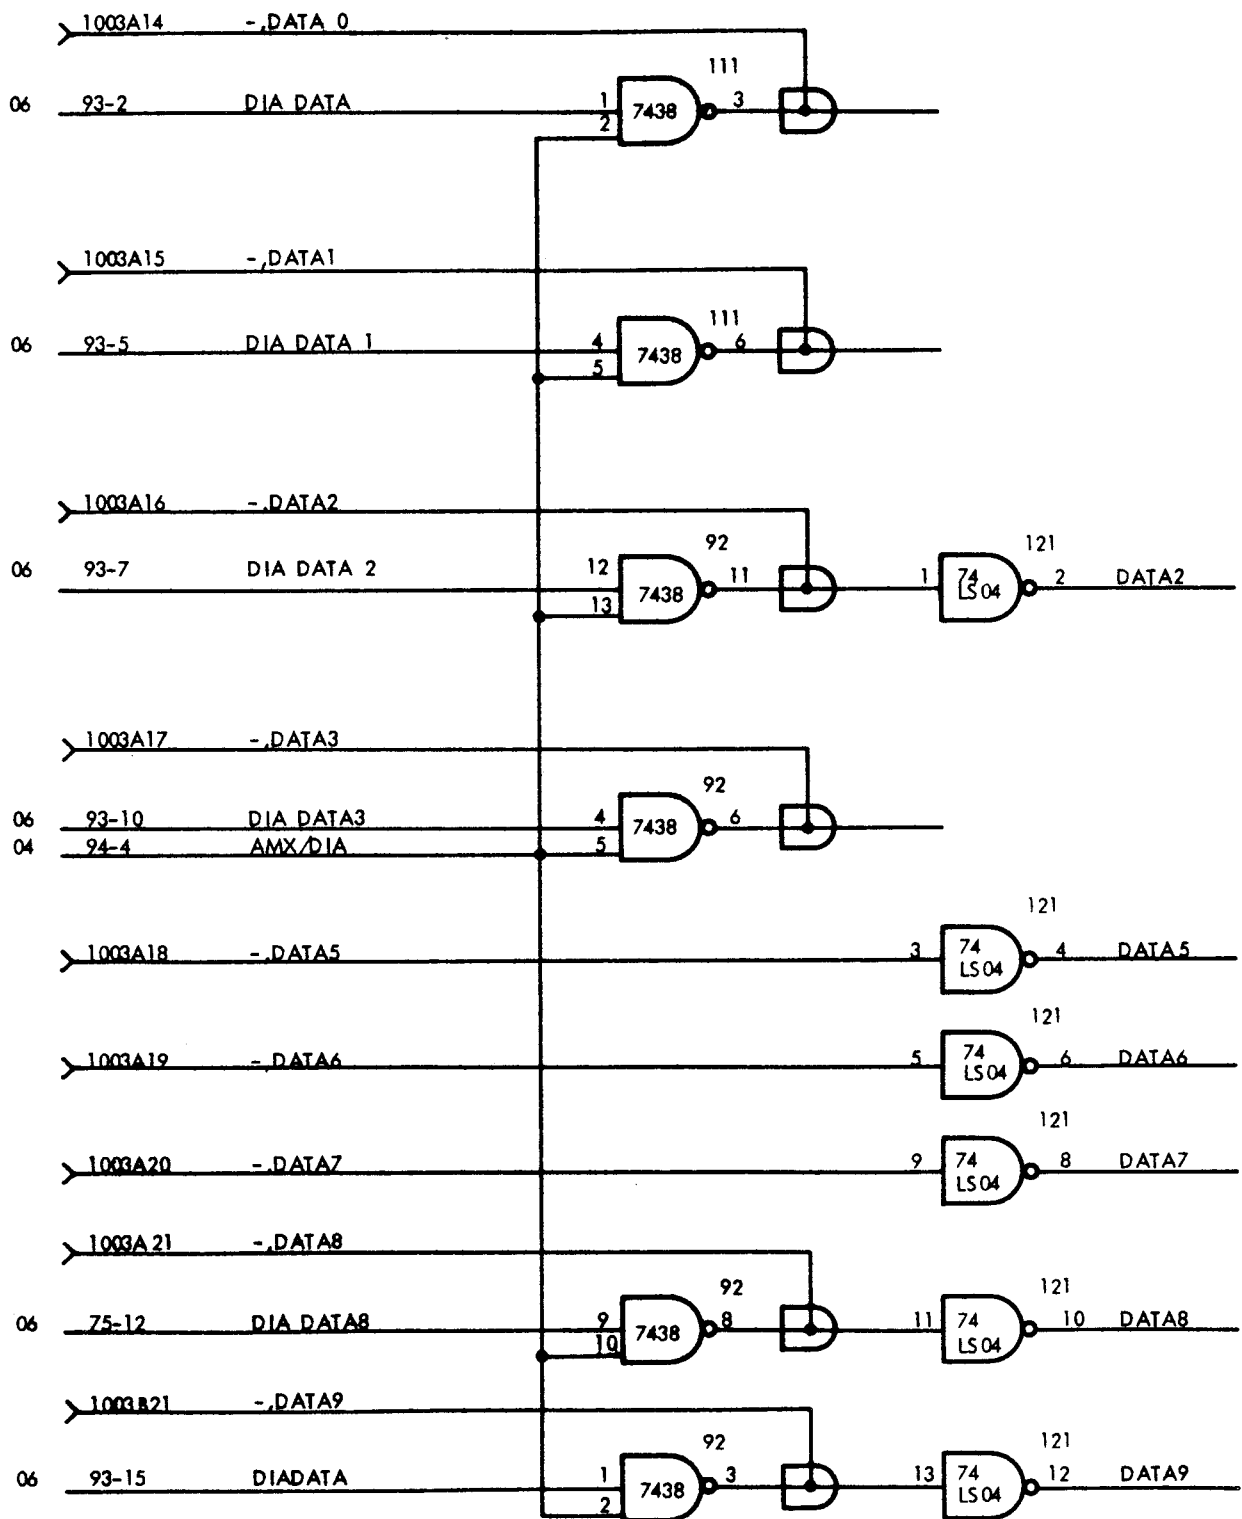 1003A14 -,DATA 0
111
06 93-2 DIA DATA 1 7438 3
2
1003A15 -,DATA1
111
06 93-5 DIA DATA 1 4 7438 6
5
1003A16 -,DATA2
92 121
06 93-7 DIA DATA 2 12 7438 11 1 74 LS04 2 DATA2
13
1003A17 -,DATA3
92
06 93-10 DIA DATA3 4 7438 6
04 94-4 AMX/DIA 5
121
1003A18 -,DATA5 3 74 LS04 4 DATA5
121
1003A19 -,DATA6 5 74 LS04 6 DATA6
121
1003A20 -,DATA7 9 74 LS04 8 DATA7
1003A21 -,DATA8
92 121
06 75-12 DIA DATA8 9 7438 8 11 74 LS04 10 DATA8
10
1003B21 -,DATA9
92 121
06 93-15 DIADATA 1 7438 3 13 74 LS04 12 DATA9
2